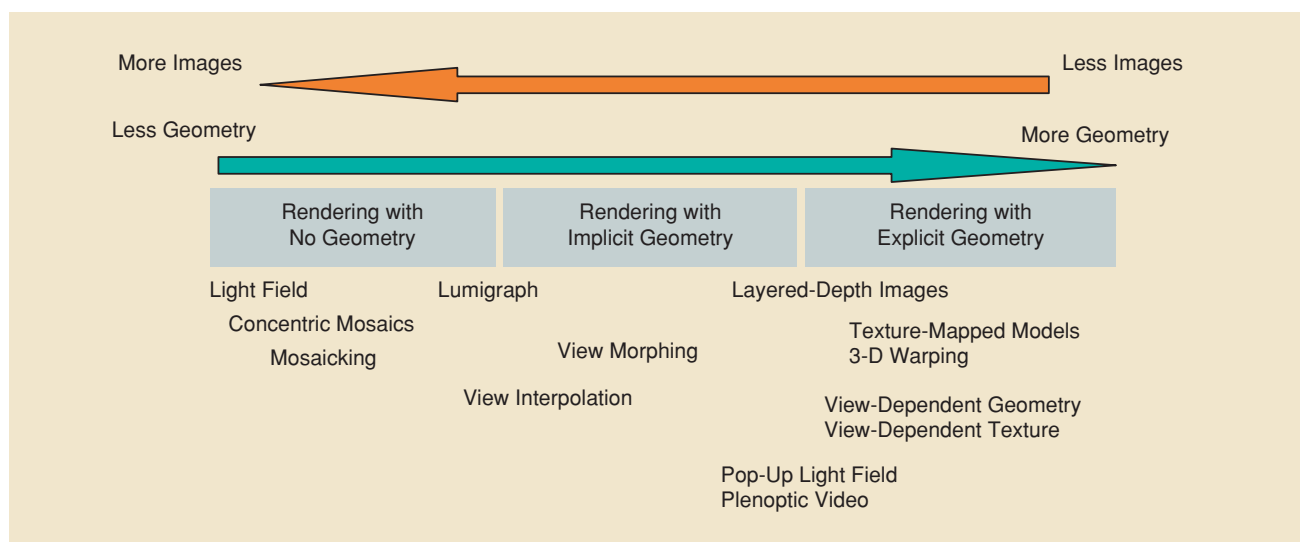 More Images
Less Images
Less Geometry
More Geometry
Rendering with
No Geometry
Rendering with
Implicit Geometry
Rendering with
Explicit Geometry
Light Field
Lumigraph
Layered-Depth Images
Concentric Mosaics
Mosaicking
View Morphing
Texture-Mapped Models
3-D Warping
View Interpolation
View-Dependent Geometry
View-Dependent Texture
Pop-Up Light Field
Plenoptic Video